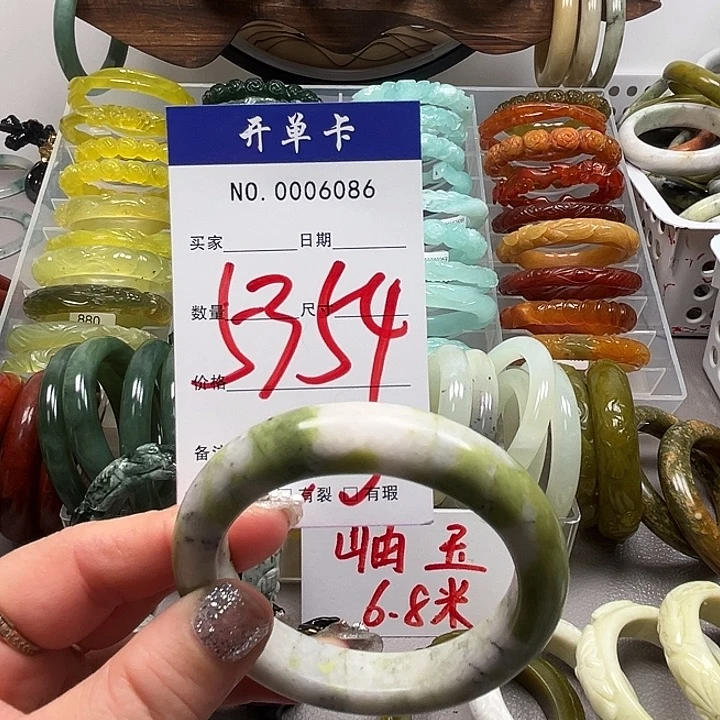 开单卡
NO.0006086
买家 日期
数量 尺寸
5354
价格
备注
有裂 有瑕
岫玉
6.8米
880